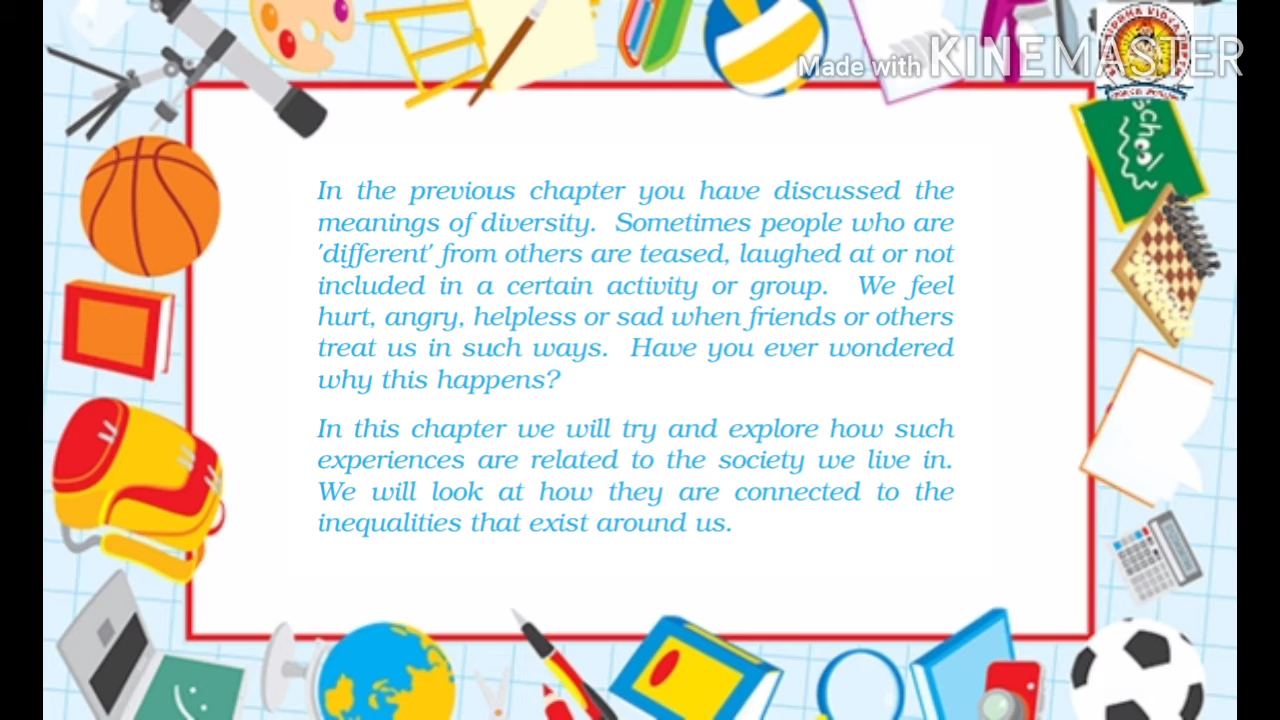 Made with KINEMASTER
school
In the previous chapter you have discussed the
meanings of diversity. Sometimes people who are
'different' from others are teased, laughed at or not
included in a certain activity or group. We feel
hurt, angry, helpless or sad when friends or others
treat us in such ways. Have you ever wondered
why this happens?
In this chapter we will try and explore how such
experiences are related to the society we live in.
We will look at how they are connected to the
inequalities that exist around us.